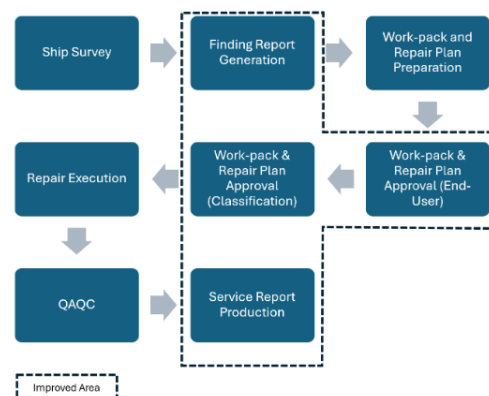 Ship Survey
Finding Report
Generation
Work-pack and
Repair Plan
Preparation
Work-pack &
Repair Plan
Approval (End-
User)
Work-pack &
Repair Plan
Approval
(Classification)
Repair Execution
QAQC
Service Report
Production
Improved Area